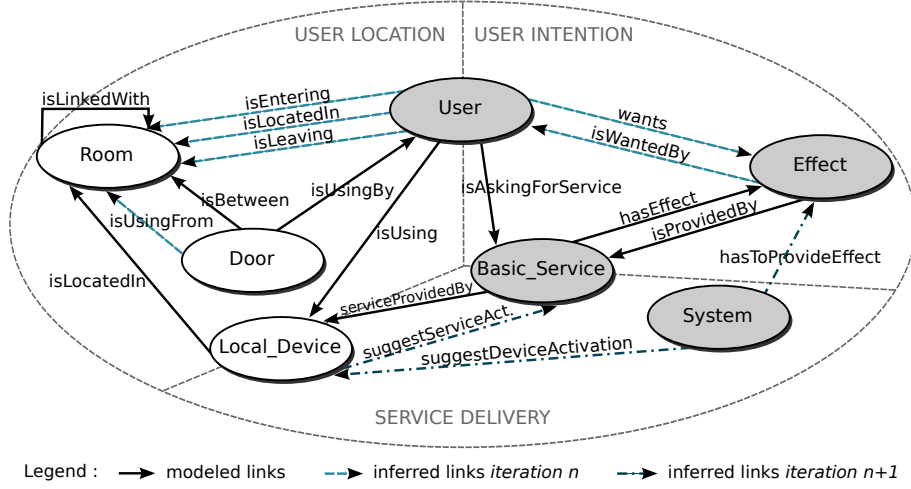 USER LOCATION
USER INTENTION
isLinkedWith
isEntering
User
wants
isLocatedIn
isWantedBy
isLeaving
Room
Effect
isUsingBy
isAskingForService
isBetween
hasEffect
isUsingFrom
isProvidedBy
isUsing
Door
Basic_Service
hasToProvideEffect
isLocatedIn
serviceProvidedBy
System
suggestServiceAct.
Local_Device
suggestDeviceActivation
SERVICE DELIVERY
Legend : modeled links inferred links iteration n inferred links iteration n+1